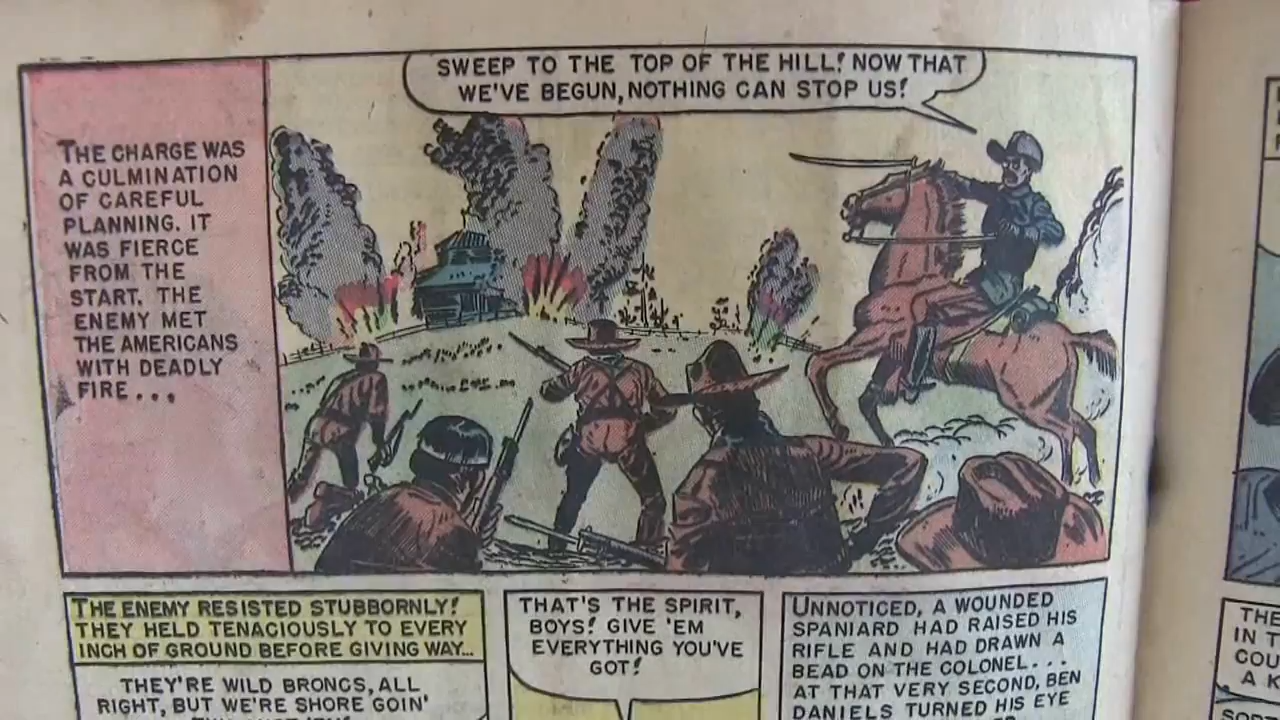 THE CHARGE WAS
A CULMINATION
OF CAREFUL
PLANNING. IT
WAS FIERCE
FROM THE
START. THE
ENEMY MET
THE AMERICANS
WITH DEADLY
FIRE...
SWEEP TO THE TOP OF THE HILL! NOW THAT
WE'VE BEGUN, NOTHING CAN STOP US!
THE ENEMY RESISTED STUBBORNLY!
THEY HELD TENACIOUSLY TO EVERY
INCH OF GROUND BEFORE GIVING WAY...
THEY'RE WILD BRONCS, ALL
RIGHT, BUT WE'RE SHORE GOIN'
THAT'S THE SPIRIT,
BOYS! GIVE 'EM
EVERYTHING YOU'VE
GOT!
UNNOTICED, A WOUNDED
SPANIARD HAD RAISED HIS
RIFLE AND HAD DRAWN A
BEAD ON THE COLONEL...
AT THAT VERY SECOND, BEN
DANIELS TURNED HIS EYE
THE
IN T
COU
A K